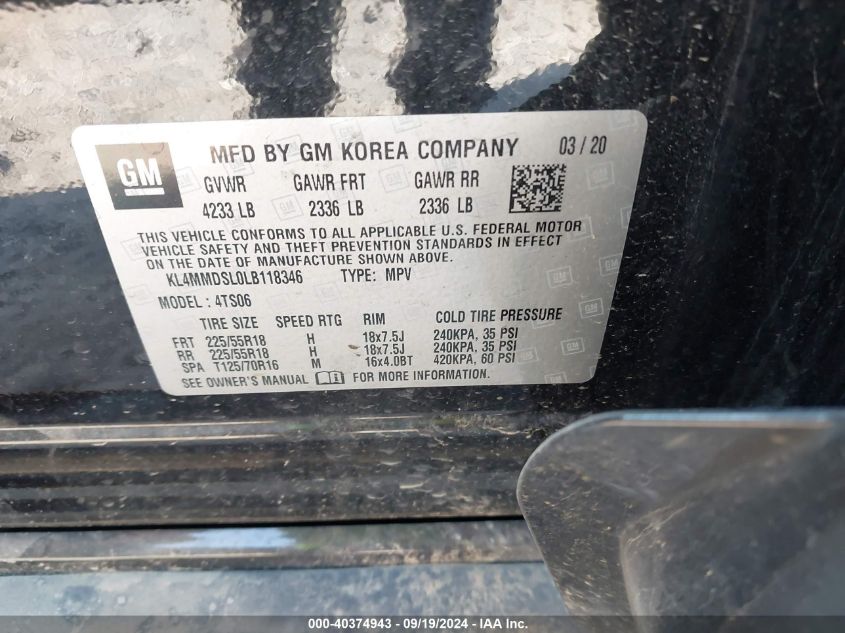 GM
MFD BY GM KOREA COMPANY 03 / 20
GVWR GAWR FRT GAWR RR
4233 LB 2336 LB 2336 LB
THIS VEHICLE CONFORMS TO ALL APPLICABLE U.S. FEDERAL MOTOR
VEHICLE SAFETY AND THEFT PREVENTION STANDARDS IN EFFECT
ON THE DATE OF MANUFACTURE SHOWN ABOVE.
KL4MMDSL0LB118346 TYPE: MPV
MODEL : 4TS06
TIRE SIZE SPEED RTG RIM COLD TIRE PRESSURE
FRT 225/55R18 H 18x7.5J 240KPA, 35 PSI
RR 225/55R18 H 18x7.5J 240KPA, 35 PSI
SPA T125/70R16 M 16x4.0BT 420KPA, 60 PSI
SEE OWNER'S MANUAL FOR MORE INFORMATION.
000-40374943 - 09/19/2024 - IAA Inc.